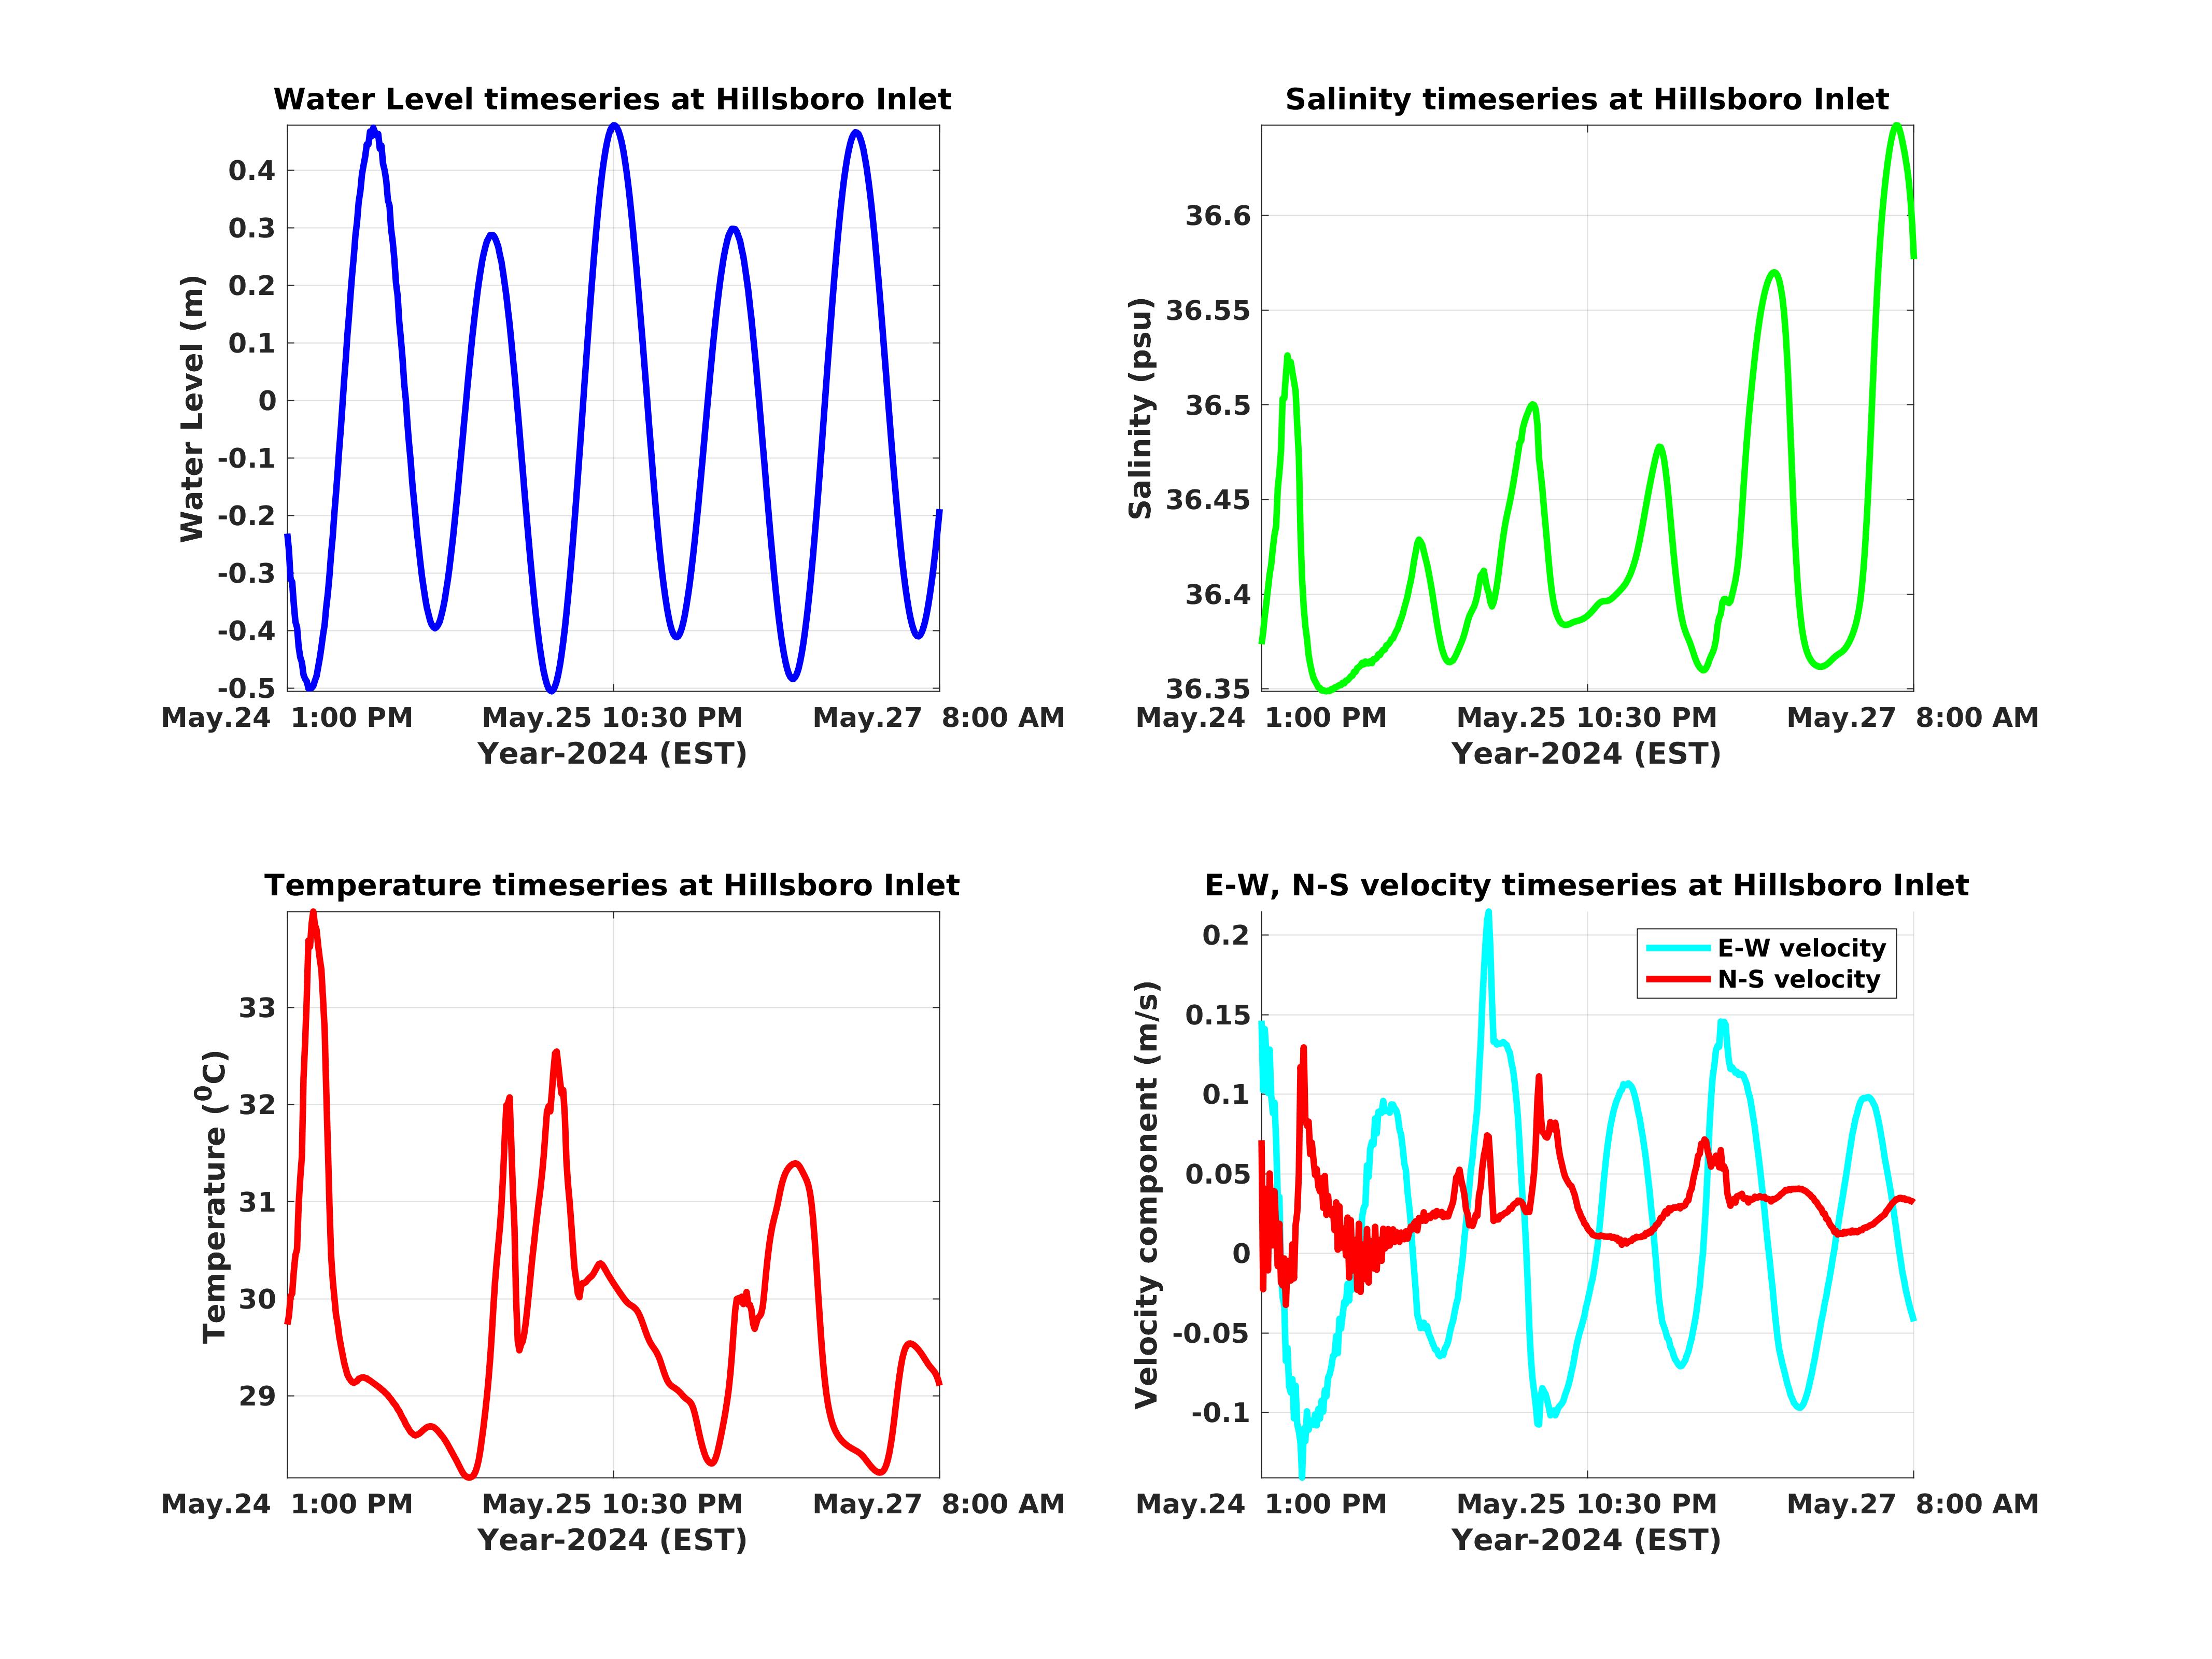 Water Level timeseries at Hillsboro Inlet
Water Level (m)
0.4
0.3
0.2
0.1
0
-0.1
-0.2
-0.3
-0.4
-0.5
May.24 1:00 PM May.25 10:30 PM May.27 8:00 AM
Year-2024 (EST)
Salinity timeseries at Hillsboro Inlet
Salinity (psu)
36.6
36.55
36.5
36.45
36.4
36.35
May.24 1:00 PM May.25 10:30 PM May.27 8:00 AM
Year-2024 (EST)
Temperature timeseries at Hillsboro Inlet
Temperature (⁰C)
33
32
31
30
29
May.24 1:00 PM May.25 10:30 PM May.27 8:00 AM
Year-2024 (EST)
E-W, N-S velocity timeseries at Hillsboro Inlet
Velocity component (m/s)
0.2
0.15
0.1
0.05
0
-0.05
-0.1
E-W velocity
N-S velocity
May.24 1:00 PM May.25 10:30 PM May.27 8:00 AM
Year-2024 (EST)